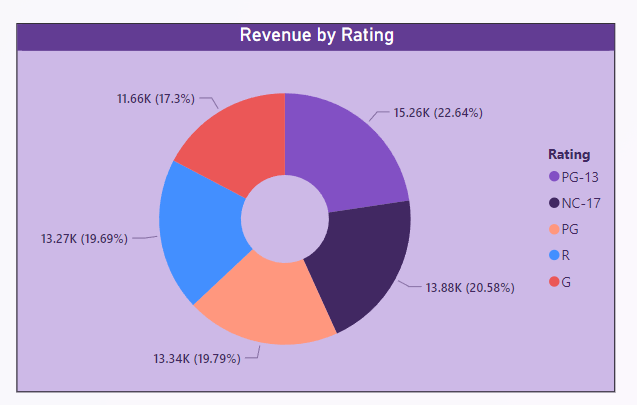 Revenue by Rating
11.66K (17.3%)
15.26K (22.64%)
13.27K (19.69%)
13.88K (20.58%)
13.34K (19.79%)
Rating
PG-13
NC-17
PG
R
G